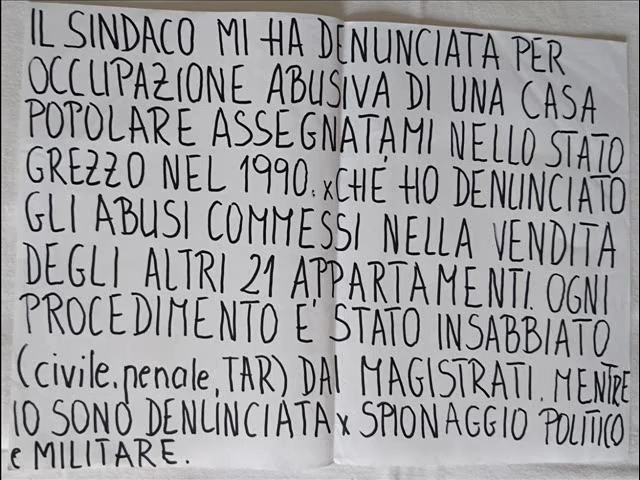 IL SINDACO MI HA DENUNCIATA PER
OCCUPAZIONE ABUSIVA DI UNA CASA
POPOLARE ASSEGNATAMI NELLO STATO
GREZZO NEL 1990. xCHÉ HO DENUNCIATO
GLI ABUSI COMMESSI NELLA VENDITA
DEGLI ALTRI 21 APPARTAMENTI. OGNI
PROCEDIMENTO E' STATO INSABBIATO
(civile.penale, TAR) DAI MAGISTRATI. MENTRE
IO SONO DENUNCIATA x SPIONAGGIO POLITICO
e MILITARE.